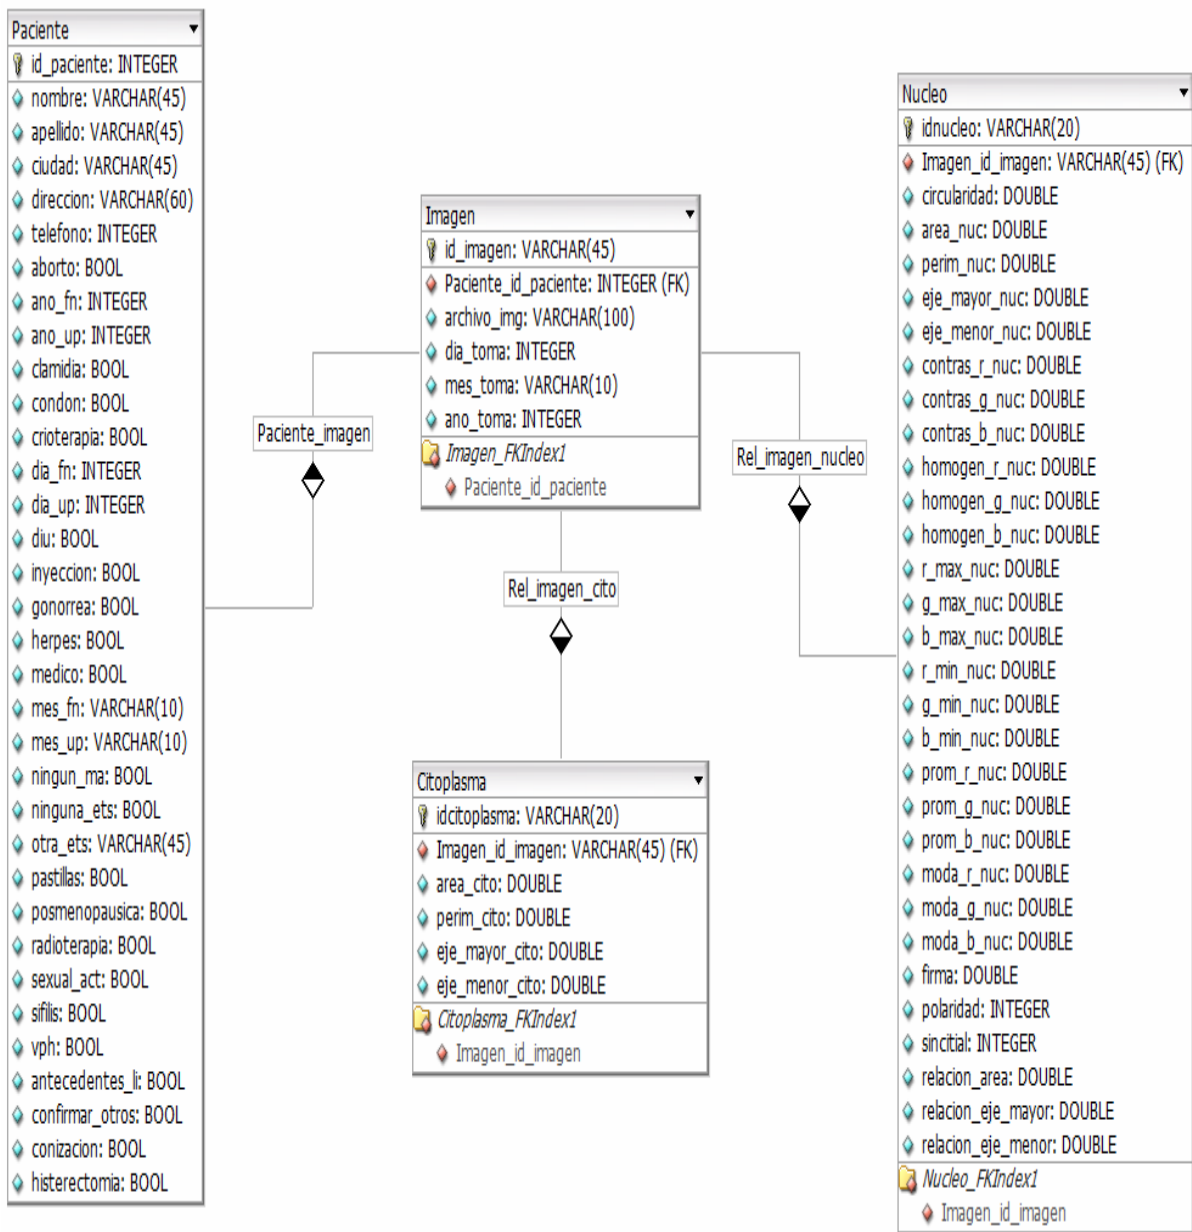 Paciente
id_paciente: INTEGER
nombre: VARCHAR(45)
apellido: VARCHAR(45)
ciudad: VARCHAR(45)
direccion: VARCHAR(60)
telefono: INTEGER
aborto: BOOL
ano_fn: INTEGER
ano_up: INTEGER
clamidia: BOOL
condon: BOOL
crioterapia: BOOL
dia_fn: INTEGER
dia_up: INTEGER
diu: BOOL
inyeccion: BOOL
gonorrea: BOOL
herpes: BOOL
medico: BOOL
mes_fn: VARCHAR(10)
mes_up: VARCHAR(10)
ningun_ma: BOOL
ninguna_ets: BOOL
otra_ets: VARCHAR(45)
pastillas: BOOL
posmenopausica: BOOL
radioterapia: BOOL
sexual_act: BOOL
sifilis: BOOL
vph: BOOL
antecedentes_li: BOOL
confirmar_otros: BOOL
conizacion: BOOL
histerectomia: BOOL
Paciente_imagen
Imagen
id_imagen: VARCHAR(45)
Paciente_id_paciente: INTEGER (FK)
archivo_img: VARCHAR(100)
dia_toma: INTEGER
mes_toma: VARCHAR(10)
ano_toma: INTEGER
Imagen_FKIndex1
Paciente_id_paciente
Rel_imagen_cito
Citoplasma
idcitoplasma: VARCHAR(20)
Imagen_id_imagen: VARCHAR(45) (FK)
area_cito: DOUBLE
perim_cito: DOUBLE
eje_mayor_cito: DOUBLE
eje_menor_cito: DOUBLE
Citoplasma_FKIndex1
Imagen_id_imagen
Rel_imagen_nucleo
Nucleo
idnucleo: VARCHAR(20)
Imagen_id_imagen: VARCHAR(45) (FK)
circularidad: DOUBLE
area_nuc: DOUBLE
perim_nuc: DOUBLE
eje_mayor_nuc: DOUBLE
eje_menor_nuc: DOUBLE
contras_r_nuc: DOUBLE
contras_g_nuc: DOUBLE
contras_b_nuc: DOUBLE
homogen_r_nuc: DOUBLE
homogen_g_nuc: DOUBLE
homogen_b_nuc: DOUBLE
r_max_nuc: DOUBLE
g_max_nuc: DOUBLE
b_max_nuc: DOUBLE
r_min_nuc: DOUBLE
g_min_nuc: DOUBLE
b_min_nuc: DOUBLE
prom_r_nuc: DOUBLE
prom_g_nuc: DOUBLE
prom_b_nuc: DOUBLE
moda_r_nuc: DOUBLE
moda_g_nuc: DOUBLE
moda_b_nuc: DOUBLE
firma: DOUBLE
polaridad: INTEGER
sincitial: INTEGER
relacion_area: DOUBLE
relacion_eje_mayor: DOUBLE
relacion_eje_menor: DOUBLE
Nucleo_FKIndex1
Imagen_id_imagen